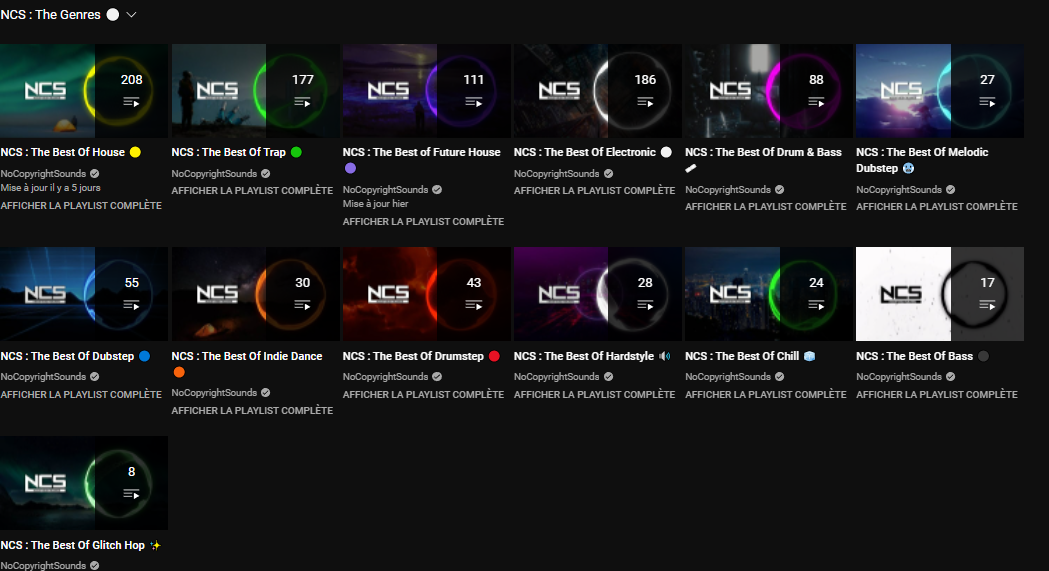 NCS : The Genres ⚪
NCS 208
NCS 177
NCS 111
NCS 186
NCS 88
NCS 27
NCS : The Best Of House 🟡
NoCopyrightSounds
Mise à jour il y a 5 jours
AFFICHER LA PLAYLIST COMPLÈTE
NCS : The Best Of Trap 🟢
NoCopyrightSounds
AFFICHER LA PLAYLIST COMPLÈTE
NCS : The Best of Future House
🟣
NoCopyrightSounds
Mise à jour hier
AFFICHER LA PLAYLIST COMPLÈTE
NCS : The Best Of Electronic ⚪
NoCopyrightSounds
AFFICHER LA PLAYLIST COMPLÈTE
NCS : The Best Of Drum & Bass
NoCopyrightSounds
AFFICHER LA PLAYLIST COMPLÈTE
NCS : The Best Of Melodic
Dubstep 🥶
NoCopyrightSounds
AFFICHER LA PLAYLIST COMPLÈTE
NCS 55
NCS 30
NCS 43
NCS 28
NCS 24
NCS 17
NCS : The Best Of Dubstep 🔵
NoCopyrightSounds
AFFICHER LA PLAYLIST COMPLÈTE
NCS : The Best Of Indie Dance
🟠
NoCopyrightSounds
AFFICHER LA PLAYLIST COMPLÈTE
NCS : The Best Of Drumstep 🔴
NoCopyrightSounds
AFFICHER LA PLAYLIST COMPLÈTE
NCS : The Best Of Hardstyle 🔊
NoCopyrightSounds
AFFICHER LA PLAYLIST COMPLÈTE
NCS : The Best Of Chill 🧊
NoCopyrightSounds
AFFICHER LA PLAYLIST COMPLÈTE
NCS : The Best Of Bass ⚫
NoCopyrightSounds
AFFICHER LA PLAYLIST COMPLÈTE
NCS 8
NCS : The Best Of Glitch Hop ✨
NoCopyrightSounds